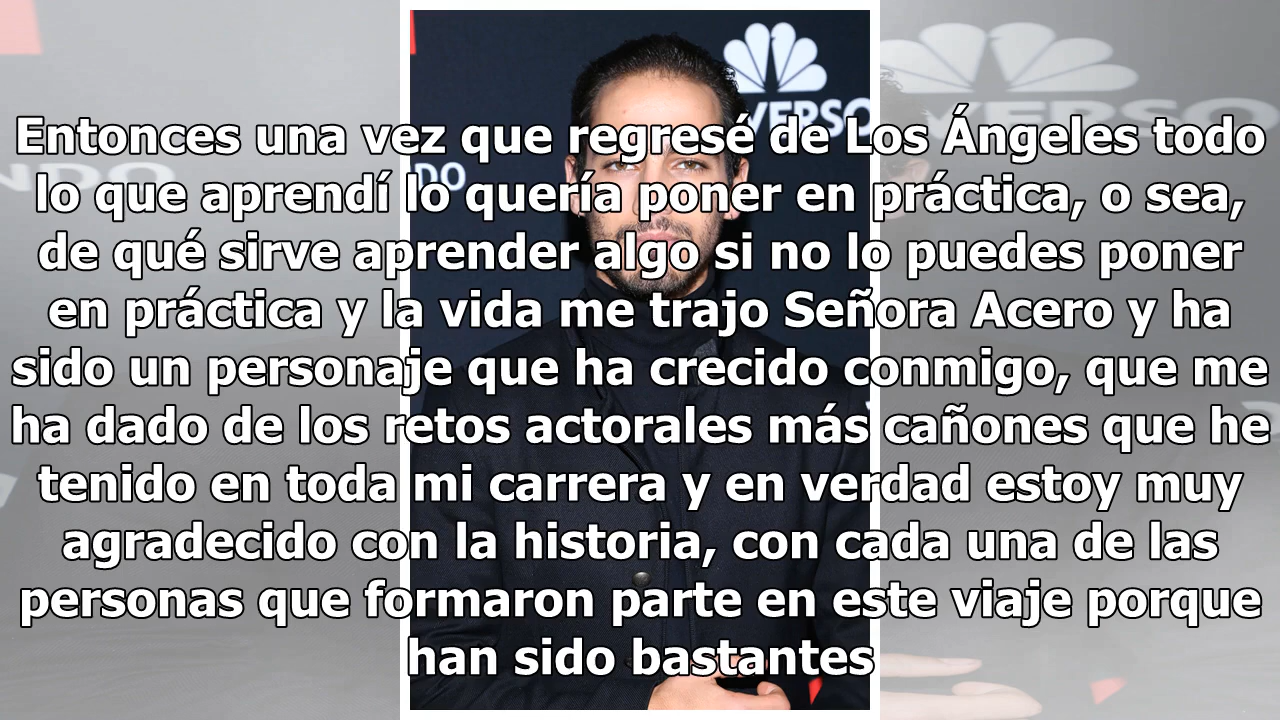 Entonces una vez que regresé de Los Ángeles todo
lo que aprendí lo quería poner en práctica, o sea,
de qué sirve aprender algo si no lo puedes poner
en práctica y la vida me trajo Señora Acero y ha
sido un personaje que ha crecido conmigo, que me
ha dado de los retos actorales más cañones que he
tenido en toda mi carrera y en verdad estoy muy
agradecido con la historia, con cada una de las
personas que formaron parte en este viaje porque
han sido bastantes